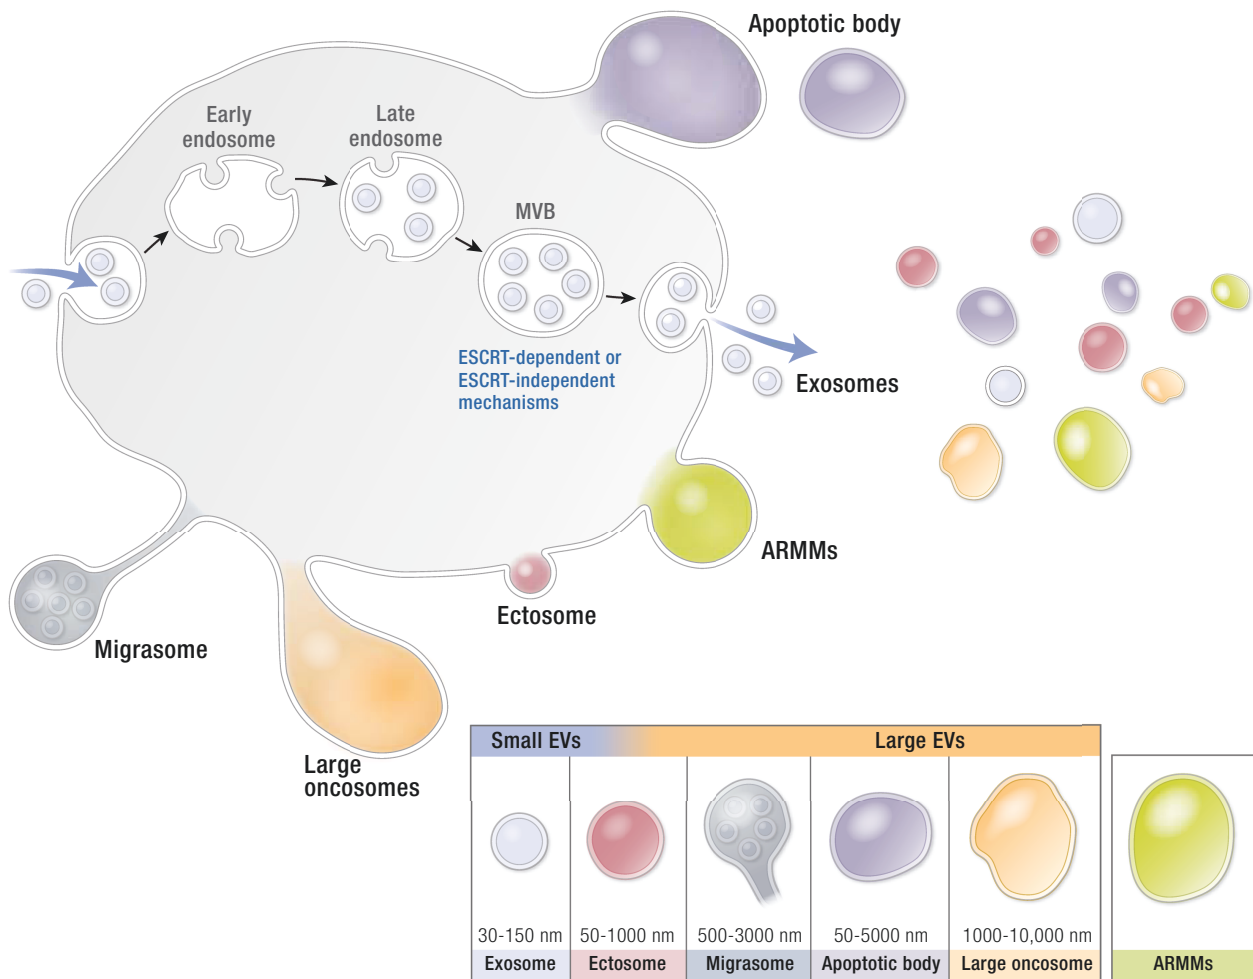 Apoptotic body
Early
endosome
Late
endosome
MVB
ESCRT-dependent or
ESCRT-independent
mechanisms
Exosomes
ARMMs
Ectosome
Migrasome
Large
oncosomes
Small EVs
Large EVs
30-150 nm
50-1000 nm
500-3000 nm
50-5000 nm
1000-10,000 nm
Exosome
Ectosome
Migrasome
Apoptotic body
Large oncosome
ARMMs